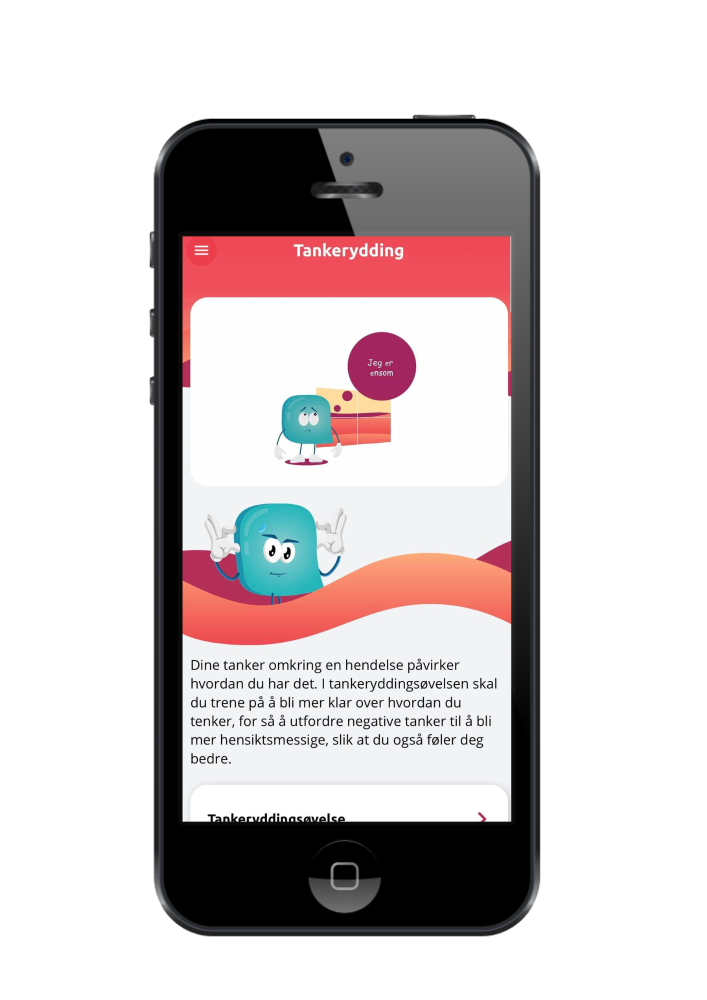 Tankerydding
Jeg er
ensom
Dine tanker omkring en hendelse påvirker
hvordan du har det. I tankeryddingsøvelsen skal
du trene på å bli mer klar over hvordan du
tenker, for så å utfordre negative tanker til å bli
mer hensiktsmessige, slik at du også føler deg
bedre.
Tankeryddingsøvelse